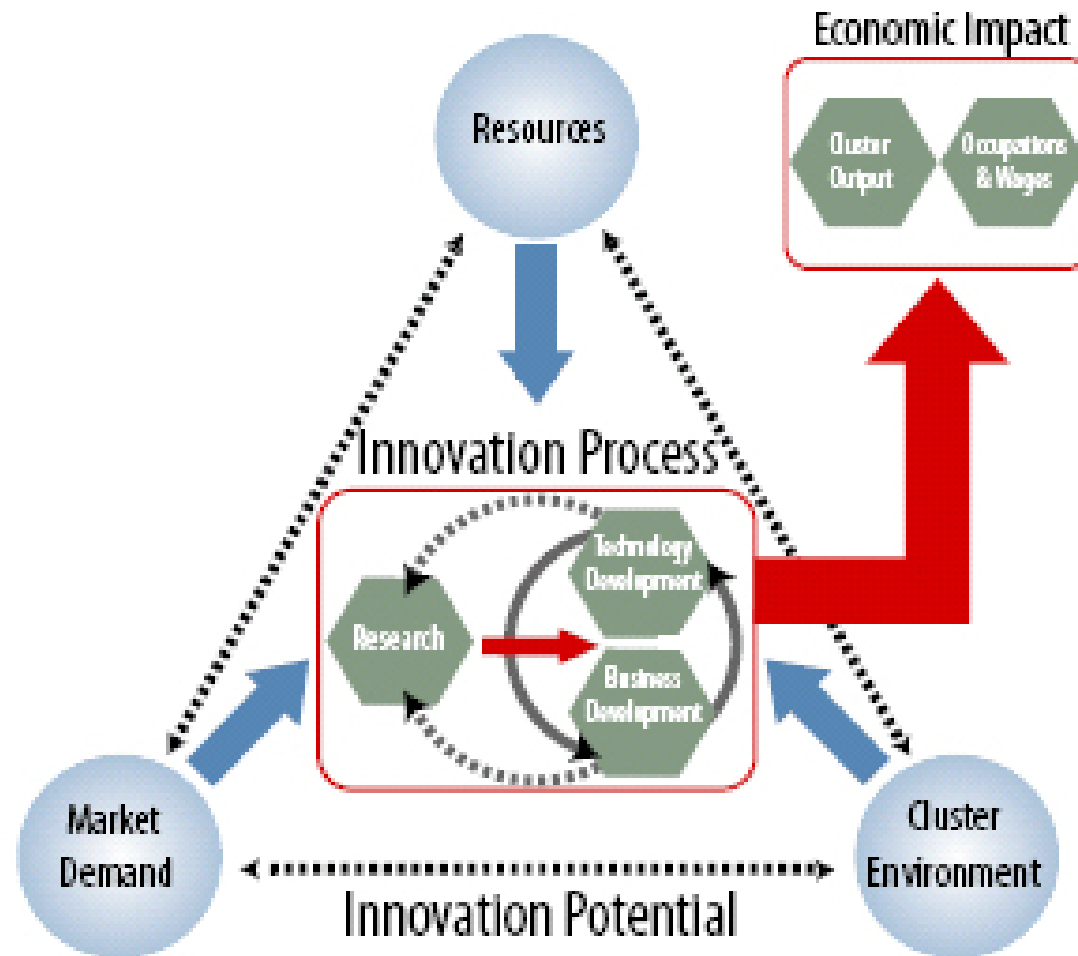 Economic Impact
Resources
Cluster
Output
Occupations
& Wages
Innovation Process
Technology
Development
Research
Business
Development
Market
Demand
Cluster
Environment
Innovation Potential